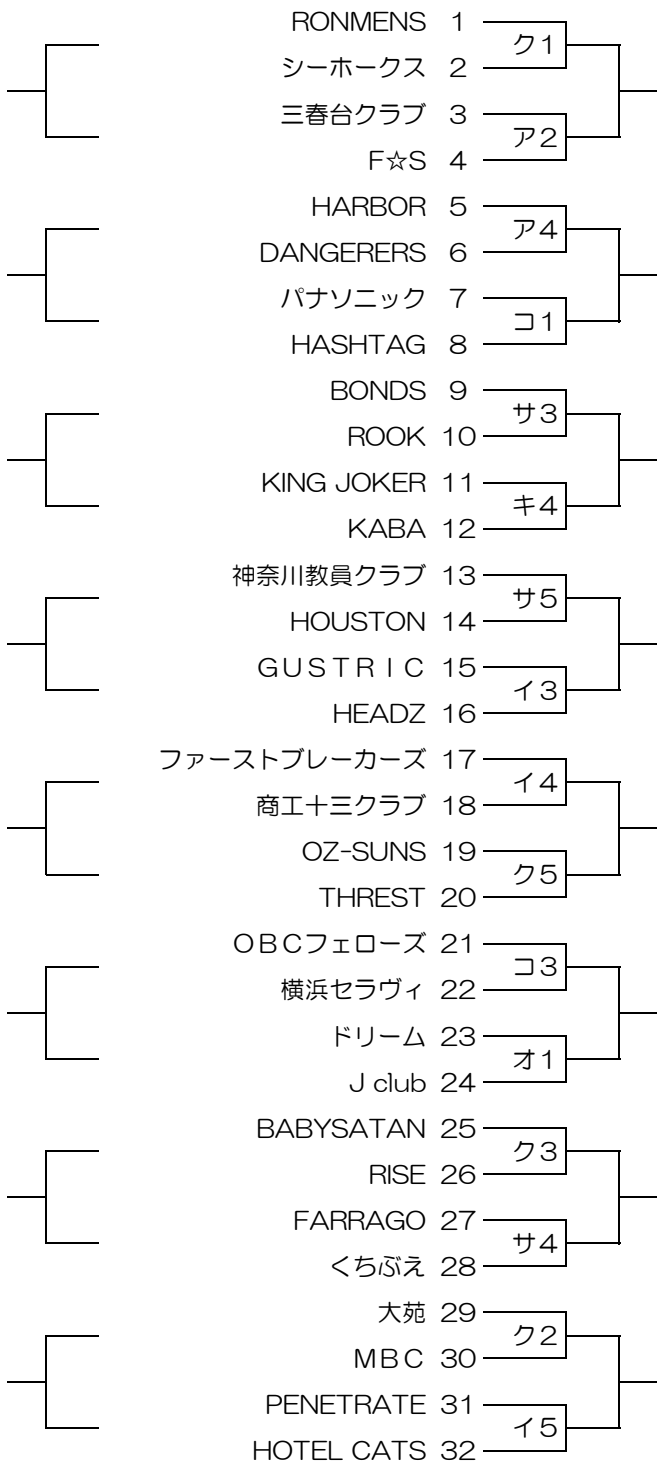 RONMENS 1
ク1
シーホークス 2
三春台クラブ 3
ア2
F☆S 4
HARBOR 5
ア4
DANGERERS 6
パナソニック 7
コ1
HASHTAG 8
BONDS 9
サ3
ROOK 10
KING JOKER 11
キ4
KABA 12
神奈川教員クラブ 13
サ5
HOUSTON 14
GUSTRIC 15
イ3
HEADZ 16
ファーストブレーカーズ 17
イ4
商工十三クラブ 18
OZ-SUNS 19
ク5
THREST 20
OBCフェローズ 21
コ3
横浜セラヴィ 22
ドリーム 23
オ1
J club 24
BABYSATAN 25
ク3
RISE 26
FARRAGO 27
サ4
くちぶえ 28
大苑 29
ク2
MBC 30
PENETRATE 31
イ5
HOTEL CATS 32